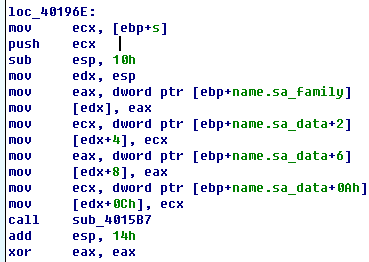 loc_40196E:
mov ecx, [ebp+s]
push ecx
sub esp, 10h
mov edx, esp
mov eax, dword ptr [ebp+name.sa_family]
mov [edx], eax
mov ecx, dword ptr [ebp+name.sa_data+2]
mov [edx+4], ecx
mov eax, dword ptr [ebp+name.sa_data+6]
mov [edx+8], eax
mov ecx, dword ptr [ebp+name.sa_data+0Ah]
mov [edx+0Ch], ecx
call sub_4015B7
add esp, 14h
xor eax, eax